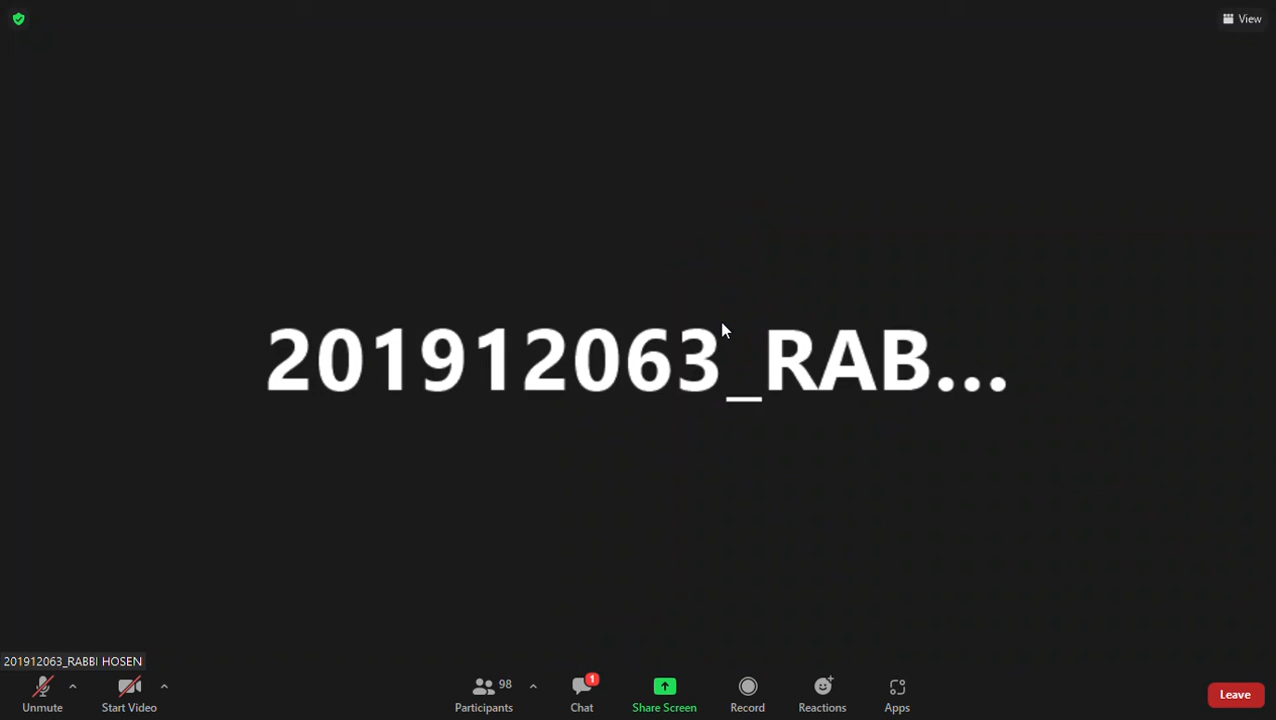 View
201912063_RAB...
201912063_RABBI HOSEN
Unmute
Start Video
98
Participants
1
Chat
Share Screen
Record
Reactions
Apps
Leave